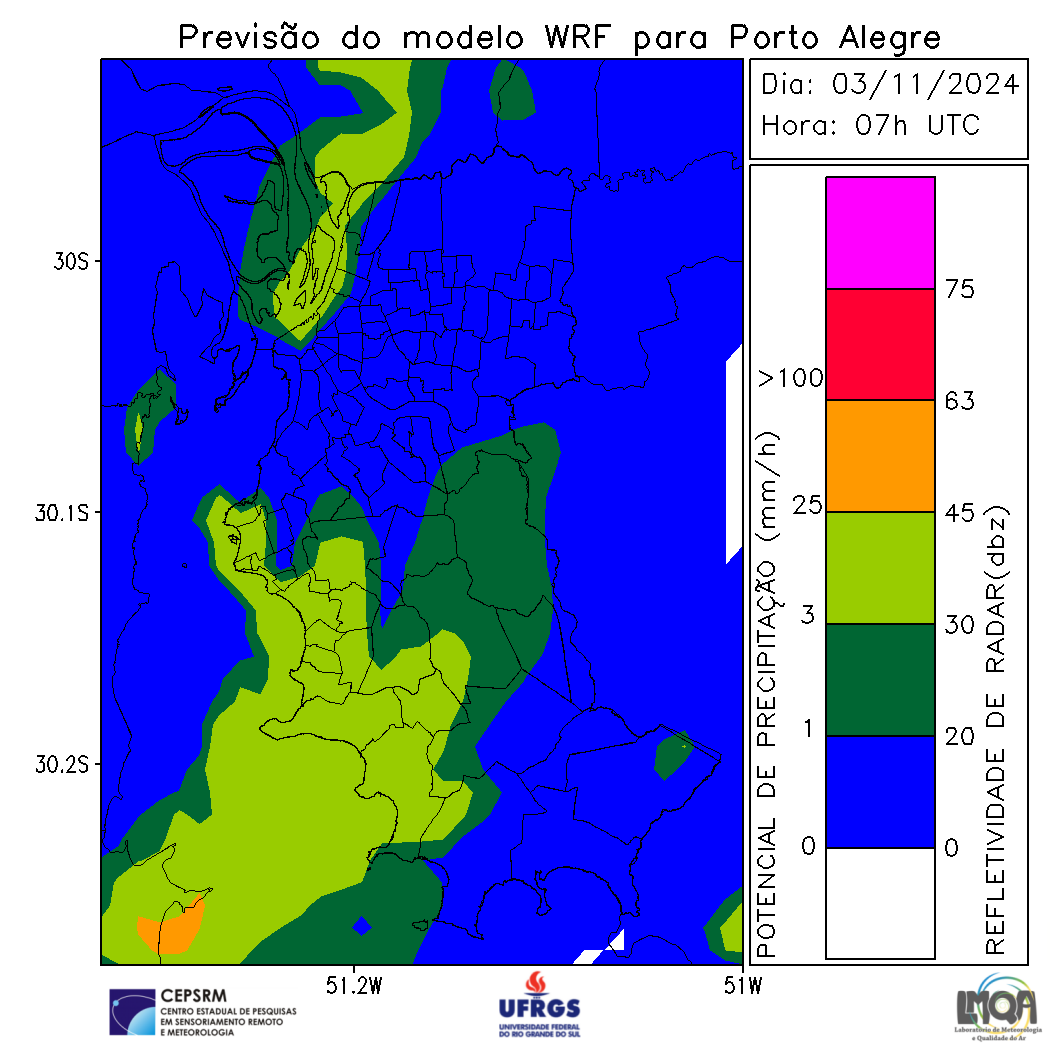 Previsão do modelo WRF para Porto Alegre
Dia: 03/11/2024
Hora: 07h UTC
30S
30.1S
30.2S
51.2W
51W
POTENCIAL DE PRECIPITAÇÃO (mm/h)
>100
25
3
1
0
75
63
45
30
20
0
REFLETIVIDADE DE RADAR(dbz)
CEPSRM
CENTRO ESTADUAL DE PESQUISAS
EM SENSORIAMENTO REMOTO
E METEOROLOGIA
UFRGS
UNIVERSIDADE FEDERAL
DO RIO GRANDE DO SUL
LMQA
Laboratório de Meteorologia
e Qualidade do Ar